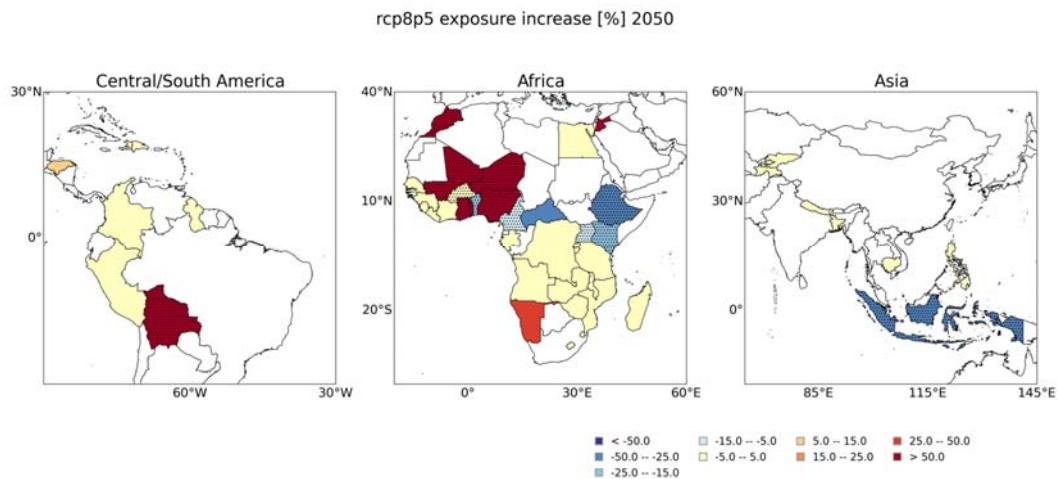 rcp8p5 exposure increase [%] 2050
Central/South America
Africa
Asia
30°N
0°
60°W
30°W
40°N
10°N
20°S
0°
30°E
60°E
60°N
30°N
0°
85°E
115°E
145°E
< -50.0
-50.0 -- -25.0
-25.0 -- -15.0
-15.0 -- -5.0
-5.0 -- 5.0
5.0 -- 15.0
15.0 -- 25.0
25.0 -- 50.0
> 50.0